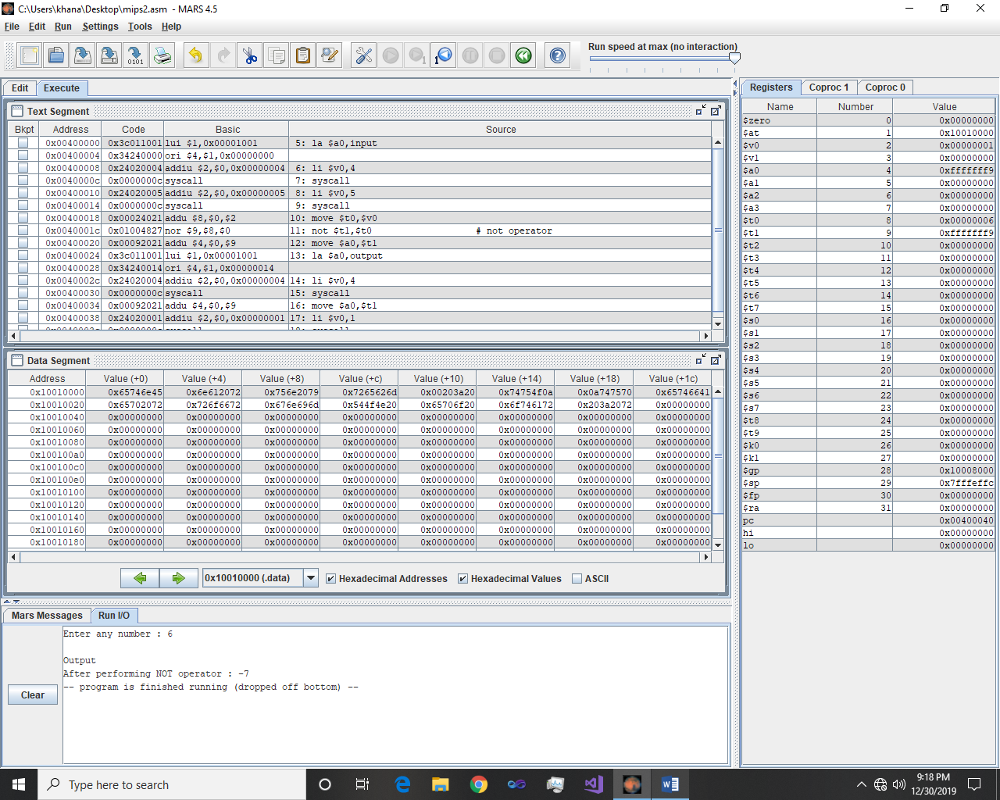 C:\Users\khana\Desktop\mips2.asm - MARS 4.5
File Edit Run Settings Tools Help
Run speed at max (no interaction)
Edit Execute
Text Segment
Bkpt Address Code Basic Source
0x00400000 0x3c011001 lui $1,0x00001001 5: la $a0,input
0x00400004 0x34240000 ori $4,$1,0x00000000
0x00400008 0x24020004 addiu $2,$0,0x00000004 6: li $v0,4
0x0040000c 0x0000000c syscall 7: syscall
0x00400010 0x24020005 addiu $2,$0,0x00000005 8: li $v0,5
0x00400014 0x0000000c syscall 9: syscall
0x00400018 0x00024021 addu $8,$0,$2 10: move $t0,$v0
0x0040001c 0x01004827 nor $9,$8,$0 11: not $t1,$t0 # not operator
0x00400020 0x00092021 addu $4,$0,$9 12: move $a0,$t1
0x00400024 0x3c011001 lui $1,0x00001001 13: la $a0,output
0x00400028 0x34240014 ori $4,$1,0x00000014
0x0040002c 0x24020004 addiu $2,$0,0x00000004 14: li $v0,4
0x00400030 0x0000000c syscall 15: syscall
0x00400034 0x00092021 addu $4,$0,$9 16: move $a0,$t1
0x00400038 0x24020001 addiu $2,$0,0x00000001 17: li $v0,1
Data Segment
Address Value (+0) Value (+4) Value (+8) Value (+c) Value (+10) Value (+14) Value (+18) Value (+1c)
0x10010000 0x65746e45 0x6e612072 0x756e2079 0x7265626d 0x00203a20 0x74754f0a 0x0a747570 0x65746641
0x10010020 0x65702072 0x726f6672 0x676e696d 0x544f4e20 0x65706f20 0x6f746172 0x203a2072 0x00000000
0x10010040 0x00000000 0x00000000 0x00000000 0x00000000 0x00000000 0x00000000 0x00000000 0x00000000
0x10010060 0x00000000 0x00000000 0x00000000 0x00000000 0x00000000 0x00000000 0x00000000 0x00000000
0x10010080 0x00000000 0x00000000 0x00000000 0x00000000 0x00000000 0x00000000 0x00000000 0x00000000
0x100100a0 0x00000000 0x00000000 0x00000000 0x00000000 0x00000000 0x00000000 0x00000000 0x00000000
0x100100c0 0x00000000 0x00000000 0x00000000 0x00000000 0x00000000 0x00000000 0x00000000 0x00000000
0x100100e0 0x00000000 0x00000000 0x00000000 0x00000000 0x00000000 0x00000000 0x00000000 0x00000000
0x10010100 0x00000000 0x00000000 0x00000000 0x00000000 0x00000000 0x00000000 0x00000000 0x00000000
0x10010120 0x00000000 0x00000000 0x00000000 0x00000000 0x00000000 0x00000000 0x00000000 0x00000000
0x10010140 0x00000000 0x00000000 0x00000000 0x00000000 0x00000000 0x00000000 0x00000000 0x00000000
0x10010160 0x00000000 0x00000000 0x00000000 0x00000000 0x00000000 0x00000000 0x00000000 0x00000000
0x10010180 0x00000000 0x00000000 0x00000000 0x00000000 0x00000000 0x00000000 0x00000000 0x00000000
0x10010000 (.data) Hexadecimal Addresses Hexadecimal Values ASCII
Mars Messages Run I/O
Clear
Enter any number : 6
Output
After performing NOT operator : -7
-- program is finished running (dropped off bottom) --
Registers Coproc 1 Coproc 0
Name Number Value
$zero 0 0x00000000
$at 1 0x10010000
$v0 2 0x00000001
$v1 3 0x00000000
$a0 4 0xfffffff9
$a1 5 0x00000000
$a2 6 0x00000000
$a3 7 0x00000000
$t0 8 0x00000006
$t1 9 0xfffffff9
$t2 10 0x00000000
$t3 11 0x00000000
$t4 12 0x00000000
$t5 13 0x00000000
$t6 14 0x00000000
$t7 15 0x00000000
$s0 16 0x00000000
$s1 17 0x00000000
$s2 18 0x00000000
$s3 19 0x00000000
$s4 20 0x00000000
$s5 21 0x00000000
$s6 22 0x00000000
$s7 23 0x00000000
$t8 24 0x00000000
$t9 25 0x00000000
$k0 26 0x00000000
$k1 27 0x00000000
$gp 28 0x10008000
$sp 29 0x7fffeffc
$fp 30 0x00000000
$ra 31 0x00000000
pc 0x00400040
hi 0x00000000
lo 0x00000000
Type here to search
9:18 PM
12/30/2019